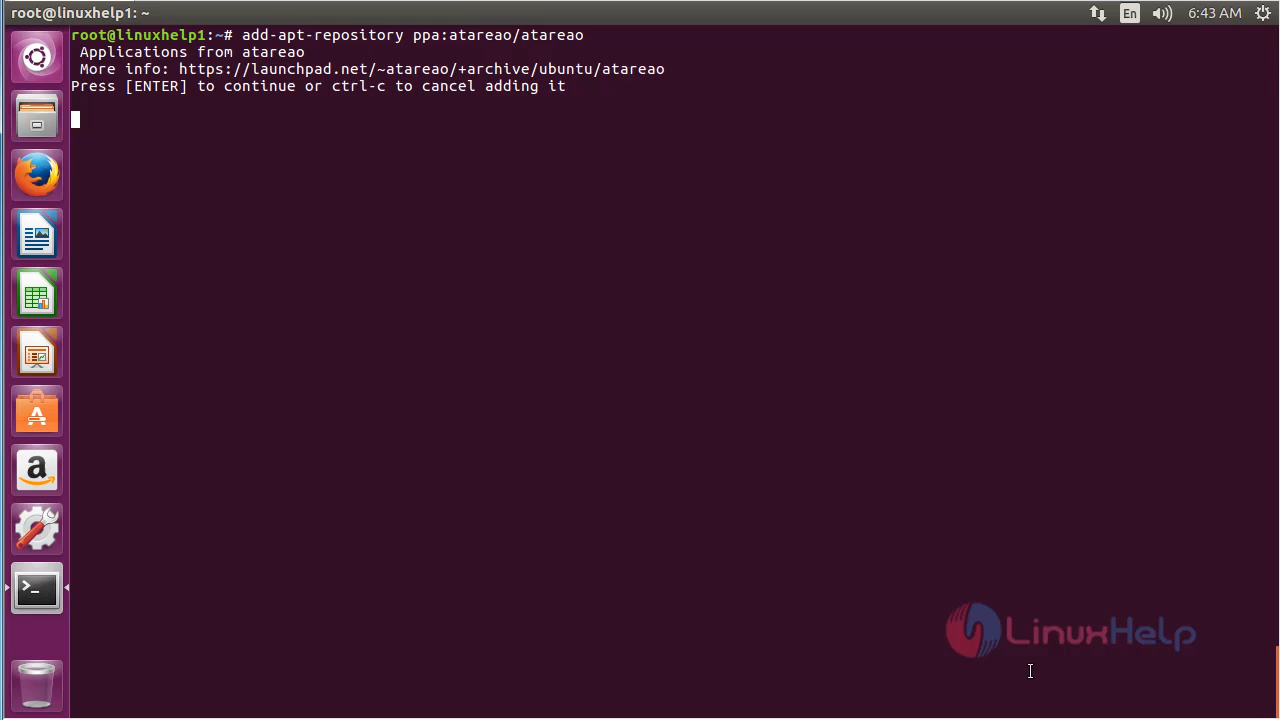 root@linuxhelp1: ~
En
6:43 AM
root@linuxhelp1:~# add-apt-repository ppa:atareao/atareao
Applications from atareao
More info: https://launchpad.net/~atareao/+archive/ubuntu/atareao
Press [ENTER] to continue or ctrl-c to cancel adding it
LinuxHelp